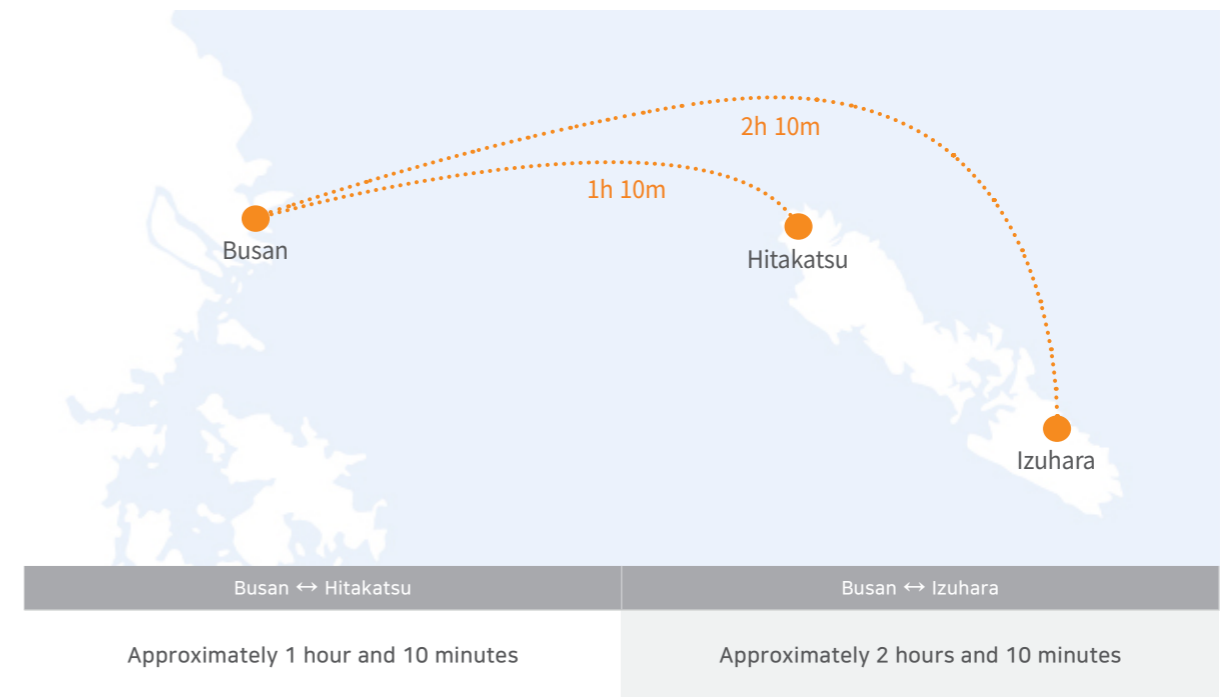 2h 10m
1h 10m
Busan
Hitakatsu
Izuhara
Busan ↔ Hitakatsu
Busan ↔ Izuhara
Approximately 1 hour and 10 minutes
Approximately 2 hours and 10 minutes